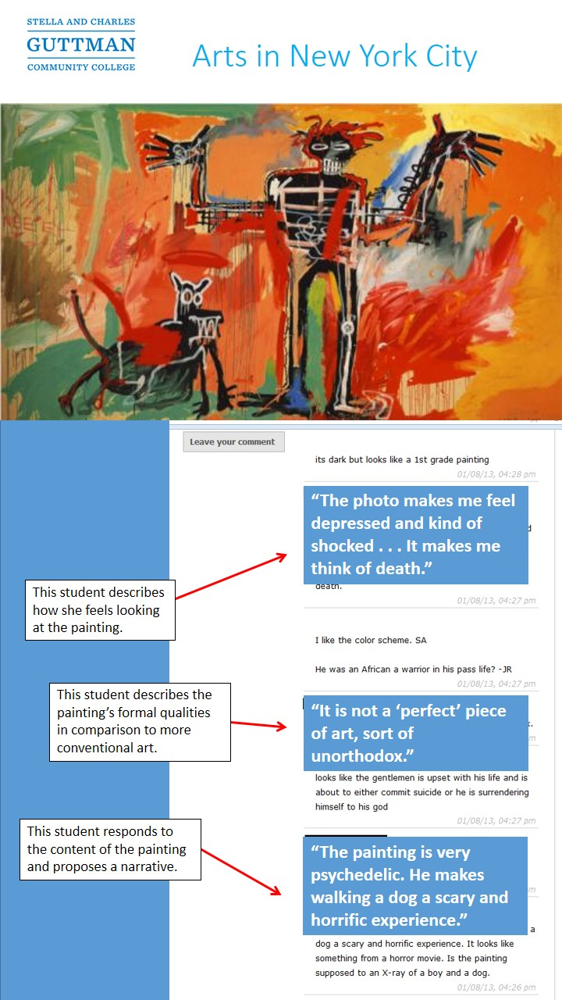 STELLA AND CHARLES
GUTTMAN
COMMUNITY COLLEGE
Arts in New York City
Leave your comment
its dark but looks like a 1st grade painting
01/08/13, 04:28 pm
“The photo makes me feel
depressed and kind of
shocked . . . It makes me
think of death.”
death.
01/08/13, 04:27 pm
This student describes
how she feels looking
at the painting.
I like the color scheme. SA
He was an African a warrior in his pass life? -JR
01/08/13, 04:27 pm
This student describes the
painting’s formal qualities
in comparison to more
conventional art.
“It is not a ‘perfect’ piece
of art, sort of
unorthodox.”
looks like the gentlemen is upset with his life and is
about to either commit suicide or he is surrendering
himself to his god
01/08/13, 04:27 pm
This student responds to
the content of the painting
and proposes a narrative.
“The painting is very
psychedelic. He makes
walking a dog a scary and
horrific experience.”
a
dog a scary and horrific experience. It looks like
something from a horror movie. Is the painting
supposed to an X-ray of a boy and a dog.
01/08/13, 04:26 pm